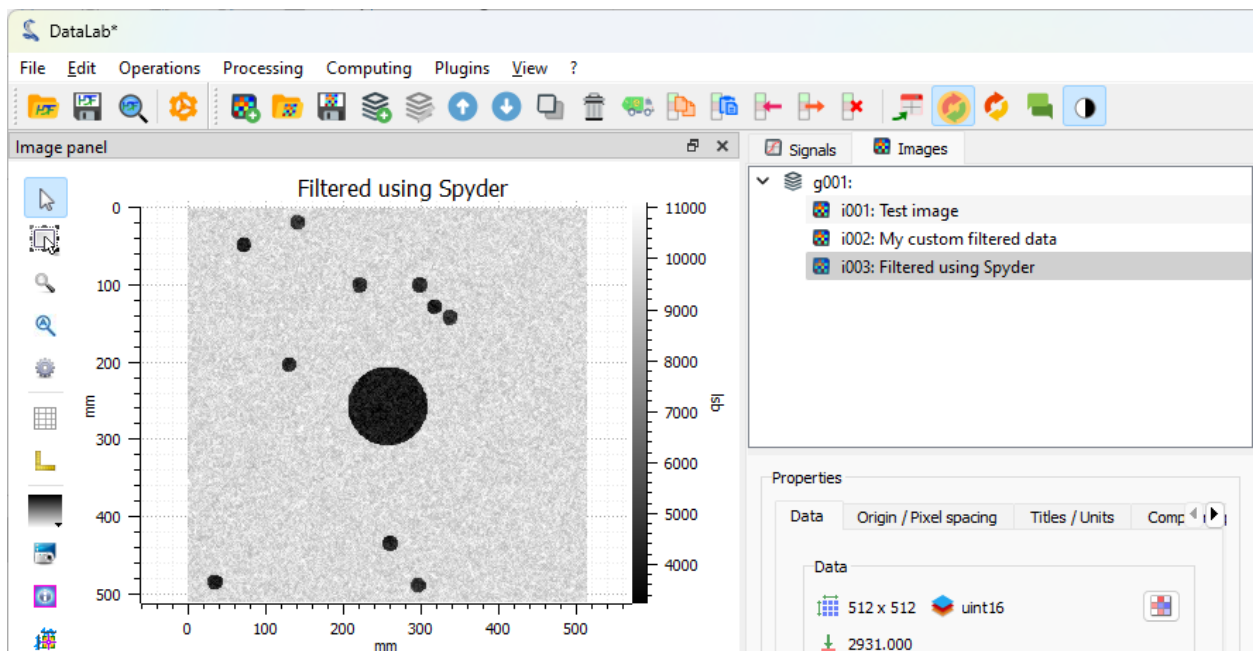 DataLab*
File Edit Operations Processing Computing Plugins View ?
Image panel
Signals
Images
Filtered using Spyder
0
100
200
300
400
500
mm
0 100 200 300 400 500
mm
11000
10000
9000
8000
7000
6000
5000
4000
lsb
g001:
i001: Test image
i002: My custom filtered data
i003: Filtered using Spyder
Properties
Data Origin / Pixel spacing Titles / Units
Data
512 x 512 uint16
2931.000